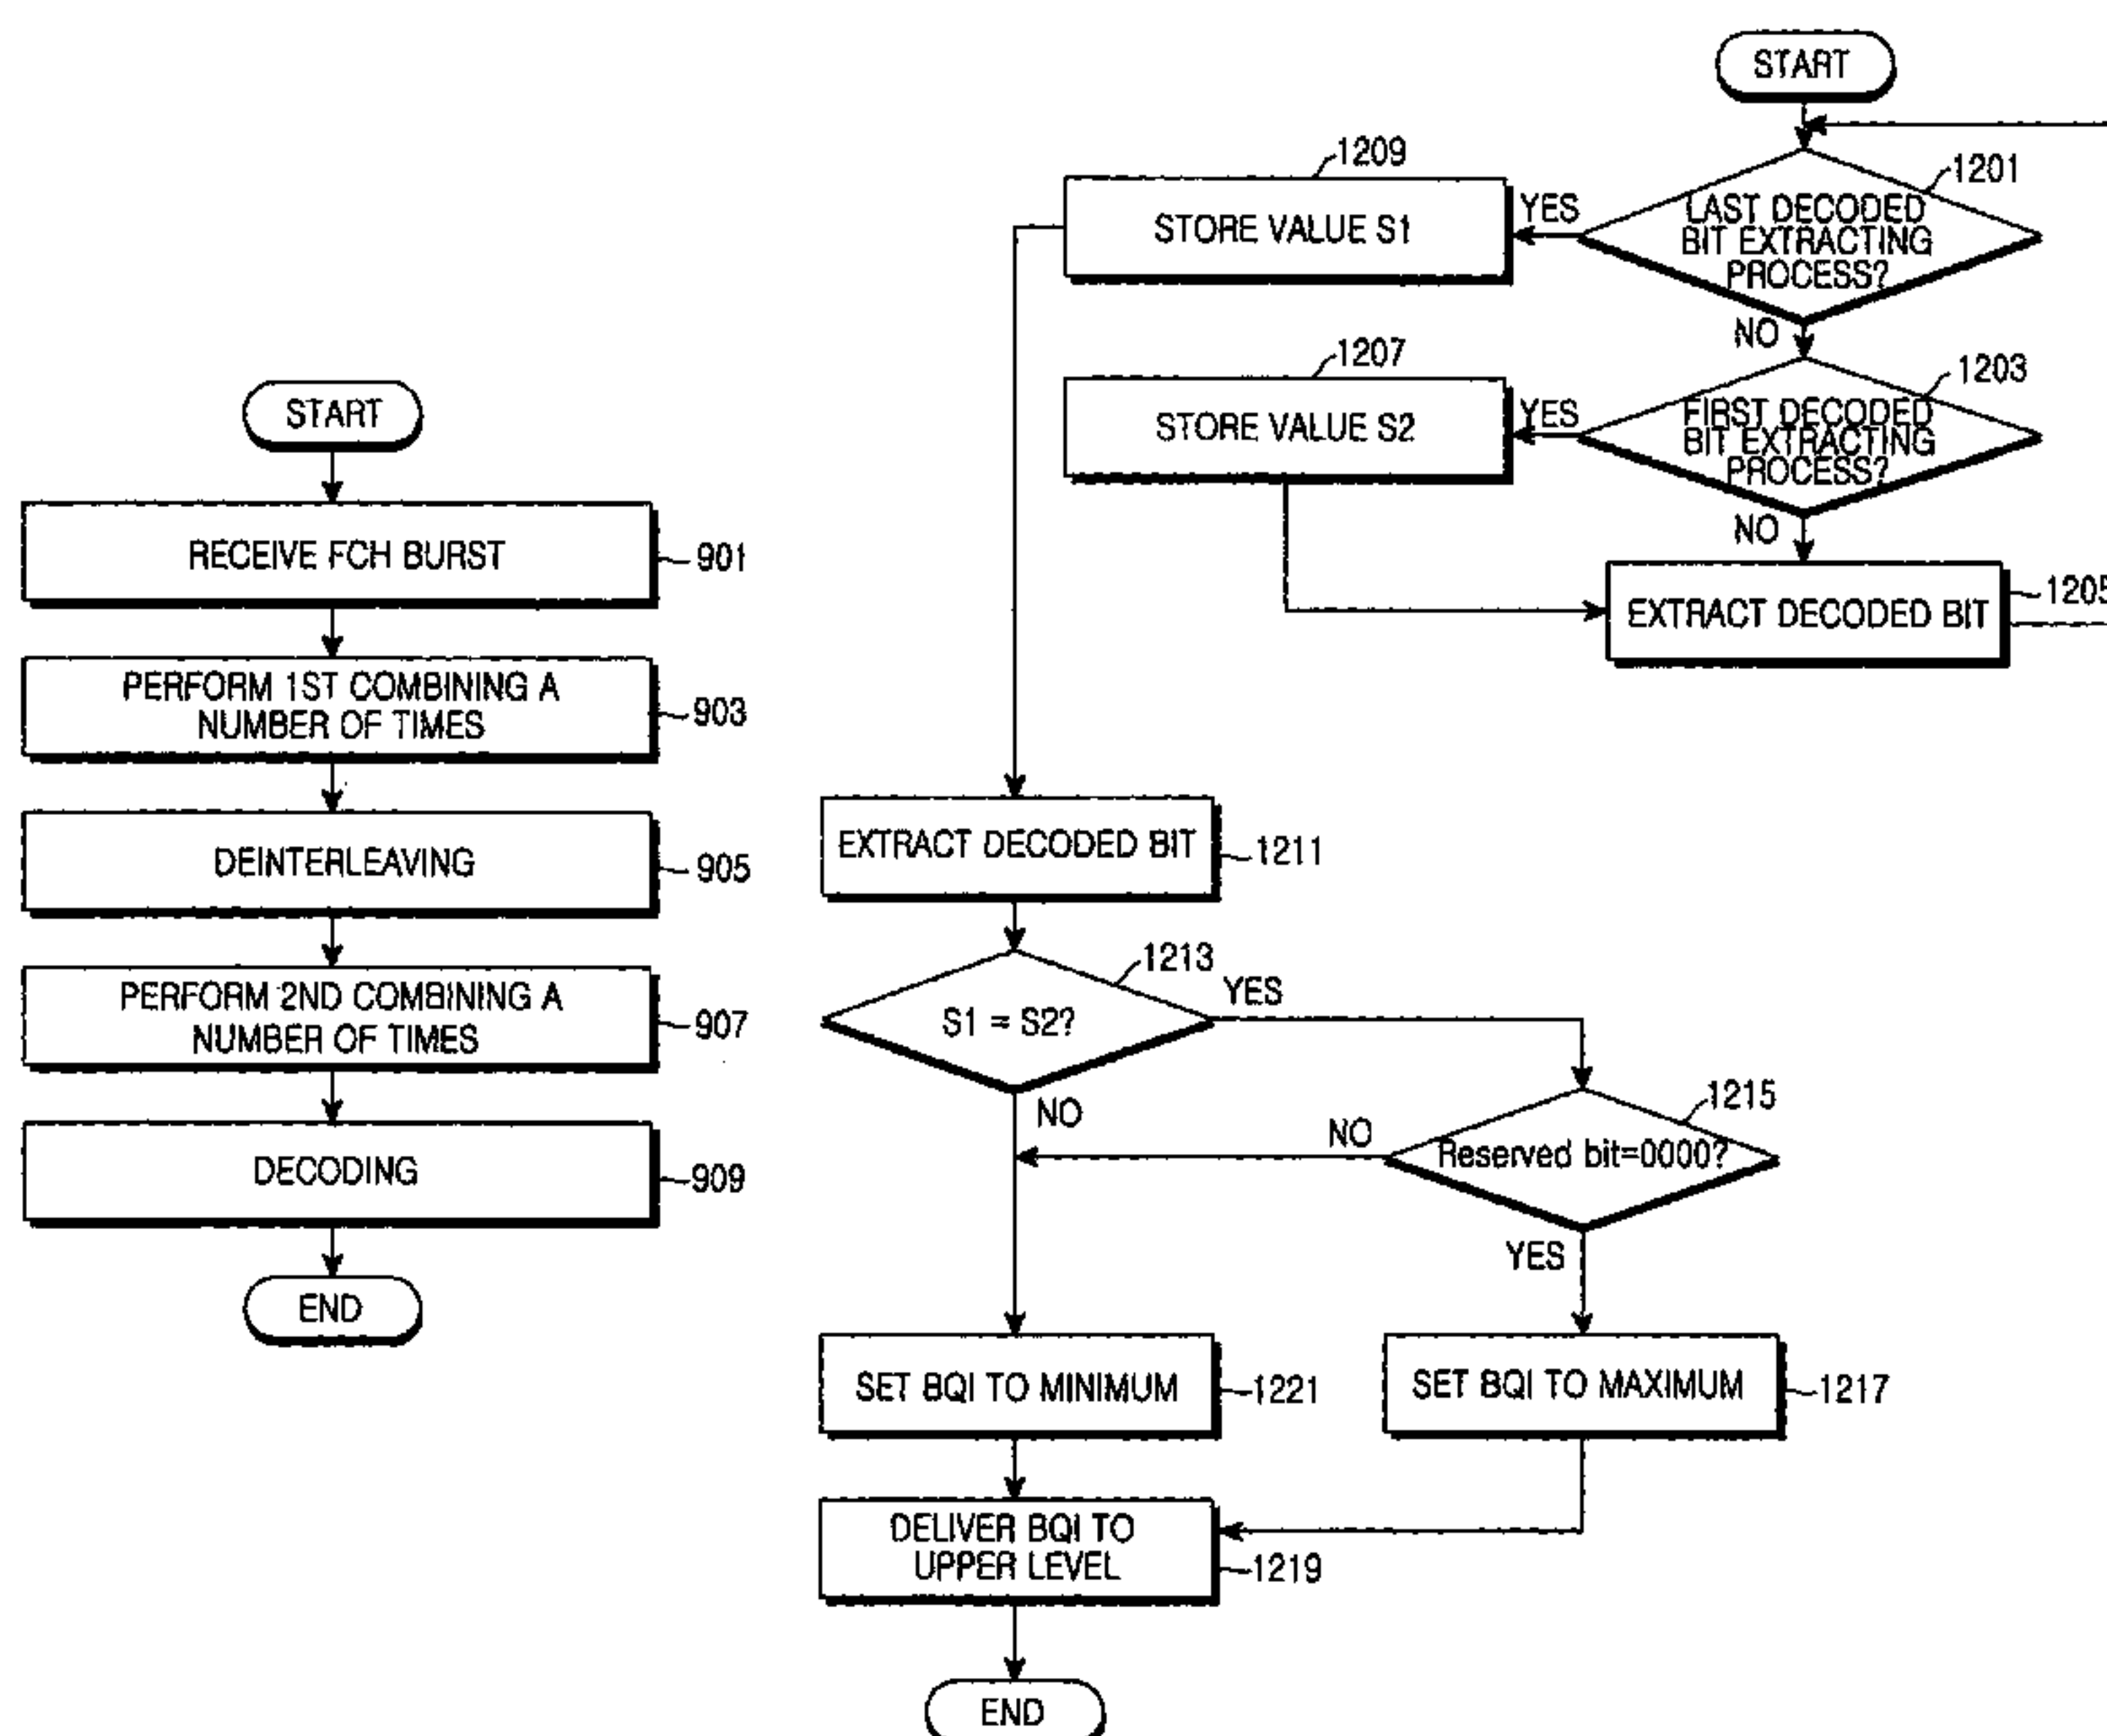 START
RECEIVE FCH BURST
901
PERFORM 1ST COMBINING A
NUMBER OF TIMES
903
DEINTERLEAVING
905
PERFORM 2ND COMBINING A
NUMBER OF TIMES
907
DECODING
909
END
START
1201
LAST DECODED
BIT EXTRACTING
PROCESS?
YES
1209
STORE VALUE S1
NO
1203
FIRST DECODED
BIT EXTRACTING
PROCESS?
YES
1207
STORE VALUE S2
NO
EXTRACT DECODED BIT
1205
EXTRACT DECODED BIT
1211
1213
S1 = S2?
YES
NO
1215
Reserved bit=0000?
NO
YES
SET BQI TO MINIMUM
1221
SET BQI TO MAXIMUM
1217
DELIVER BQI TO
UPPER LEVEL
1219
END